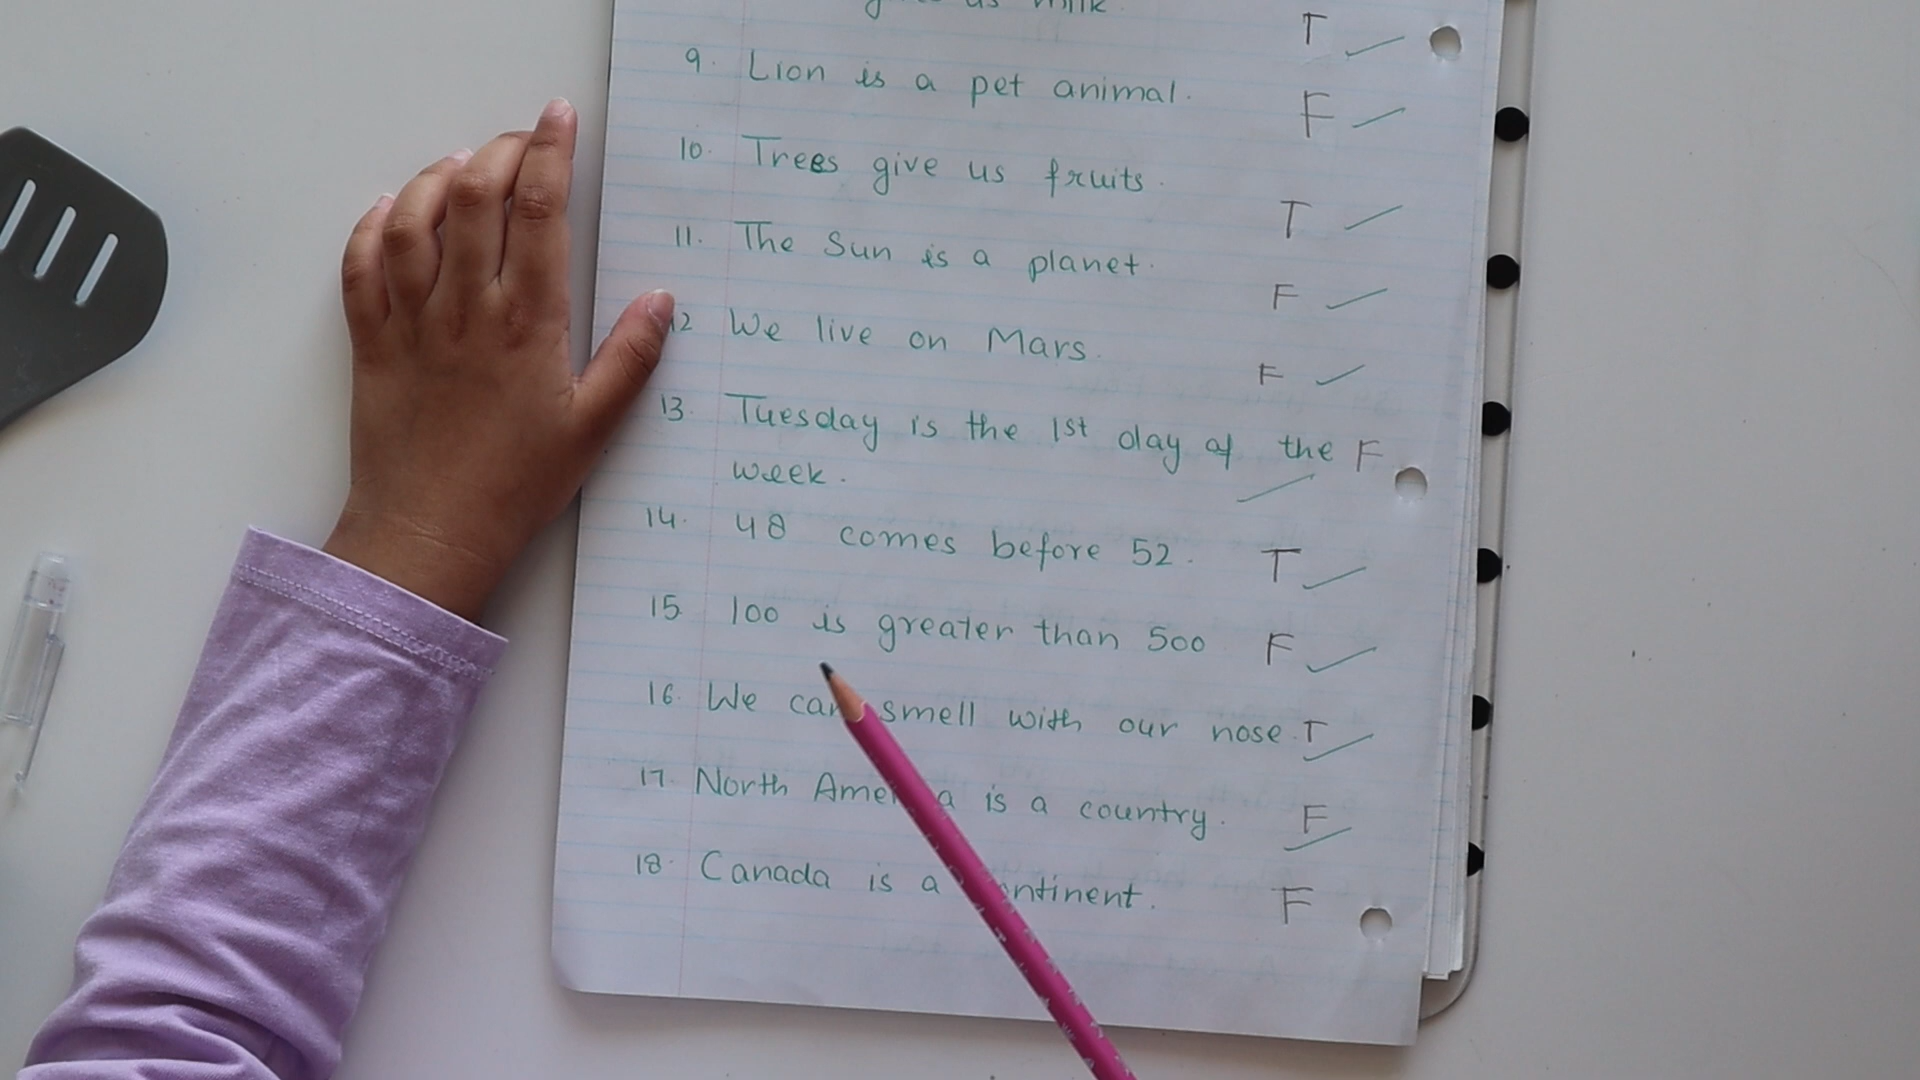 us milk T
9. Lion is a pet animal. F
10. Trees give us fruits. T
11. The Sun is a planet. F
12 We live on Mars. F
13. Tuesday is the 1st day of the F
week.
14. 48 comes before 52. T
15. 100 is greater than 500 F
16. We can smell with our nose. T
17. North is a country. F
18. Canada is a F